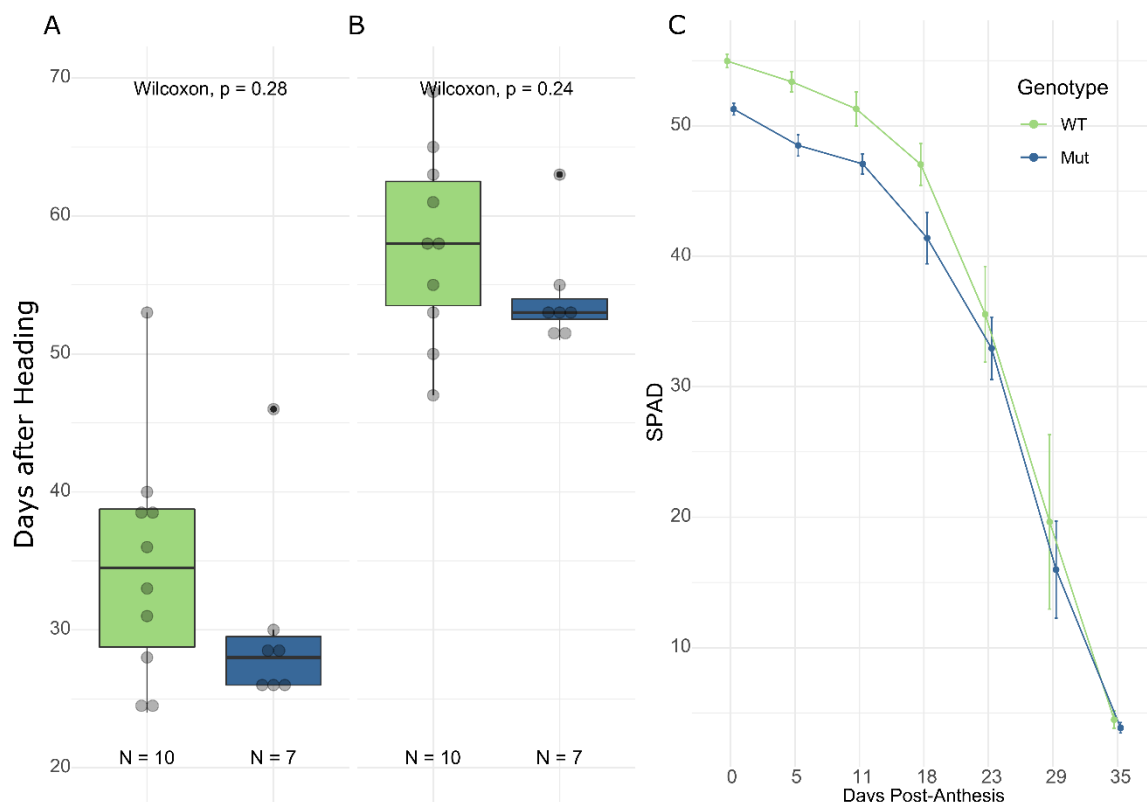 A
B
C
Days after Heading
70
60
50
40
30
20
Wilcoxon, p = 0.28
N = 10
N = 7
Wilcoxon, p = 0.24
N = 10
N = 7
SPAD
50
40
30
20
10
Genotype
WT
Mut
0 5 11 18 23 29 35
Days Post-Anthesis